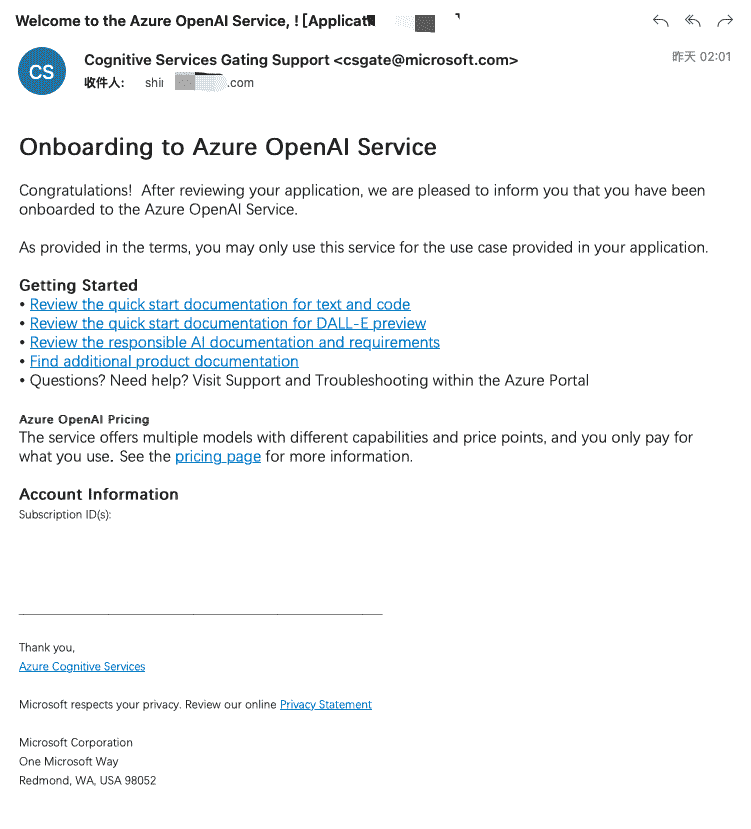 Welcome to the Azure OpenAI Service, ! [Applicat
CS
Cognitive Services Gating Support <csgate@microsoft.com>
昨天 02:01
收件人: shi .com
Onboarding to Azure OpenAI Service
Congratulations! After reviewing your application, we are pleased to inform you that you have been
onboarded to the Azure OpenAI Service.
As provided in the terms, you may only use this service for the use case provided in your application.
Getting Started
• Review the quick start documentation for text and code
• Review the quick start documentation for DALL-E preview
• Review the responsible AI documentation and requirements
• Find additional product documentation
• Questions? Need help? Visit Support and Troubleshooting within the Azure Portal
Azure OpenAI Pricing
The service offers multiple models with different capabilities and price points, and you only pay for
what you use. See the pricing page for more information.
Account Information
Subscription ID(s):
Thank you,
Azure Cognitive Services
Microsoft respects your privacy. Review our online Privacy Statement
Microsoft Corporation
One Microsoft Way
Redmond, WA, USA 98052